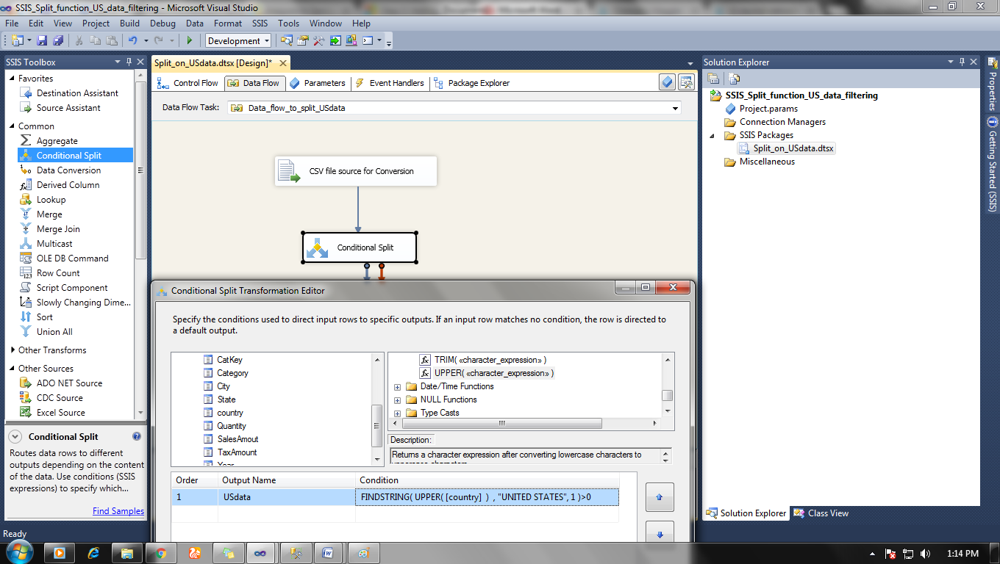 SSIS_Split_function_US_data_filtering - Microsoft Visual Studio
File Edit View Project Build Debug Data Format SSIS Tools Window Help
Development
SSIS Toolbox
Favorites
Destination Assistant
Source Assistant
Common
Aggregate
Conditional Split
Data Conversion
Derived Column
Lookup
Merge
Merge Join
Multicast
OLE DB Command
Row Count
Script Component
Slowly Changing Dime...
Sort
Union All
Other Transforms
Other Sources
ADO NET Source
CDC Source
Excel Source
Conditional Split
Routes data rows to different
outputs depending on the content
of the data. Use conditions (SSIS
expressions) to specify which...
Find Samples
Split_on_USdata.dtsx [Design]*
Control Flow Data Flow Parameters Event Handlers Package Explorer
Data Flow Task: Data_flow_to_split_USdata
CSV file source for Conversion
Conditional Split
Conditional Split Transformation Editor
Specify the conditions used to direct input rows to specific outputs. If an input row matches no condition, the row is directed to
a default output.
CatKey
Category
City
State
country
Quantity
SalesAmout
TaxAmount
Year
TRIM( «character_expression» )
UPPER( «character_expression» )
Date/Time Functions
NULL Functions
Type Casts
Description:
Returns a character expression after converting lowercase characters to
uppercase characters
Order Output Name Condition
1 USdata FINDSTRING( UPPER( [country] ) , "UNITED STATES", 1 )>0
Solution Explorer
SSIS_Split_function_US_data_filtering
Project.params
Connection Managers
SSIS Packages
Split_on_USdata.dtsx
Miscellaneous
Solution Explorer Class View
Properties
Getting Started (SSIS)
Ready
1:14 PM